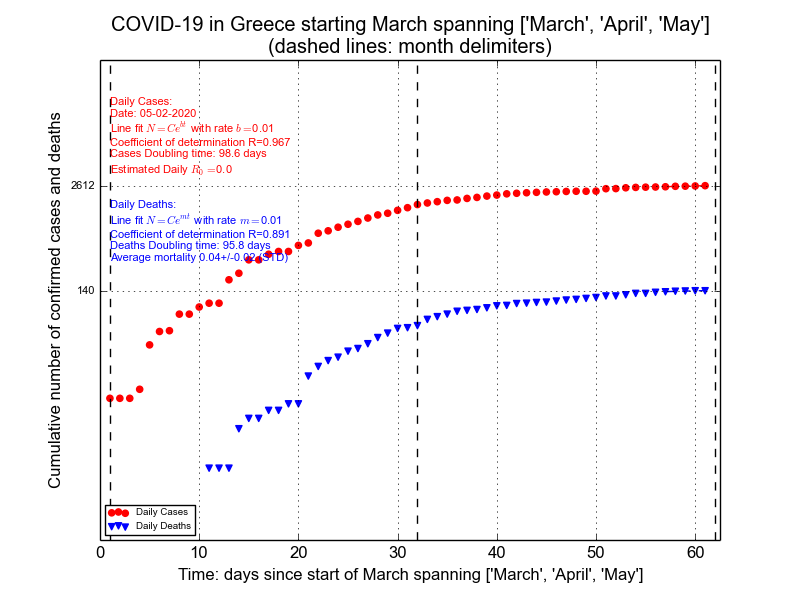 COVID-19 in Greece starting March spanning ['March', 'April', 'May']
(dashed lines: month delimiters)
Daily Cases:
Date: 05-02-2020
Line fit N = Ce^{bt} with rate b = 0.01
Coefficient of determination R=0.967
Cases Doubling time: 98.6 days
Estimated Daily R_0 = 0.0
Daily Deaths:
Line fit N = Ce^{mt} with rate m = 0.01
Coefficient of determination R=0.891
Deaths Doubling time: 95.8 days
Average mortality 0.04+/-0.02 (STD)
2612
140
Cumulative number of confirmed cases and deaths
Daily Cases
Daily Deaths
0 10 20 30 40 50 60
Time: days since start of March spanning ['March', 'April', 'May']